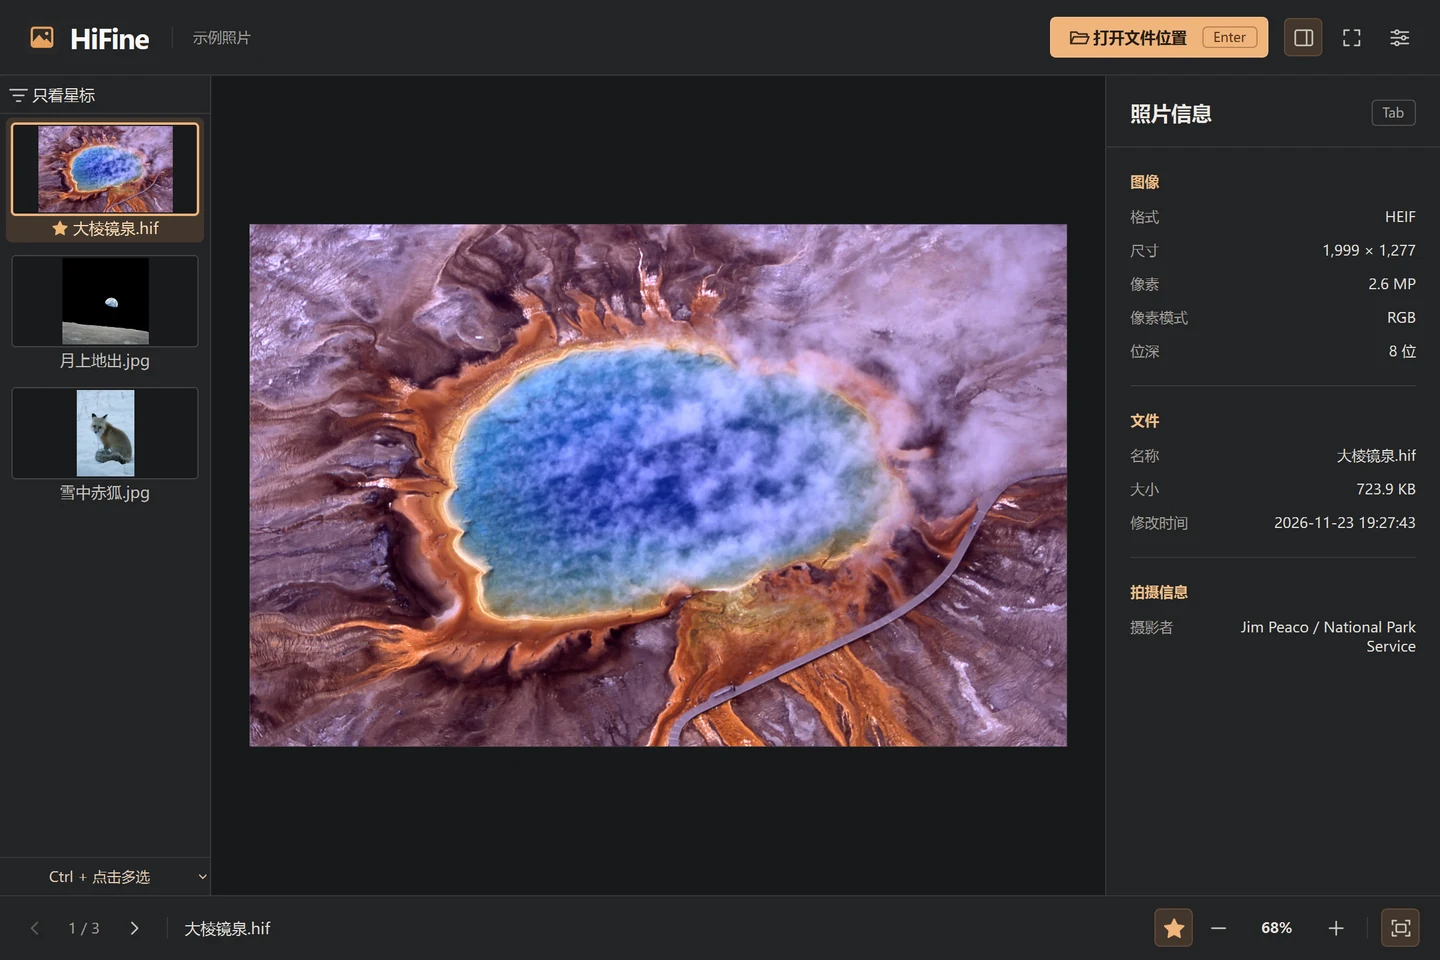 HiFine
示例照片
打开文件位置 Enter
只看星标
大棱镜泉.hif
月上地出.jpg
雪中赤狐.jpg
Ctrl + 点击多选
照片信息 Tab
图像
格式 HEIF
尺寸 1,999 × 1,277
像素 2.6 MP
像素模式 RGB
位深 8 位
文件
名称 大棱镜泉.hif
大小 723.9 KB
修改时间 2026-11-23 19:27:43
拍摄信息
摄影者 Jim Peaco / National Park
Service
1 / 3 大棱镜泉.hif
68%